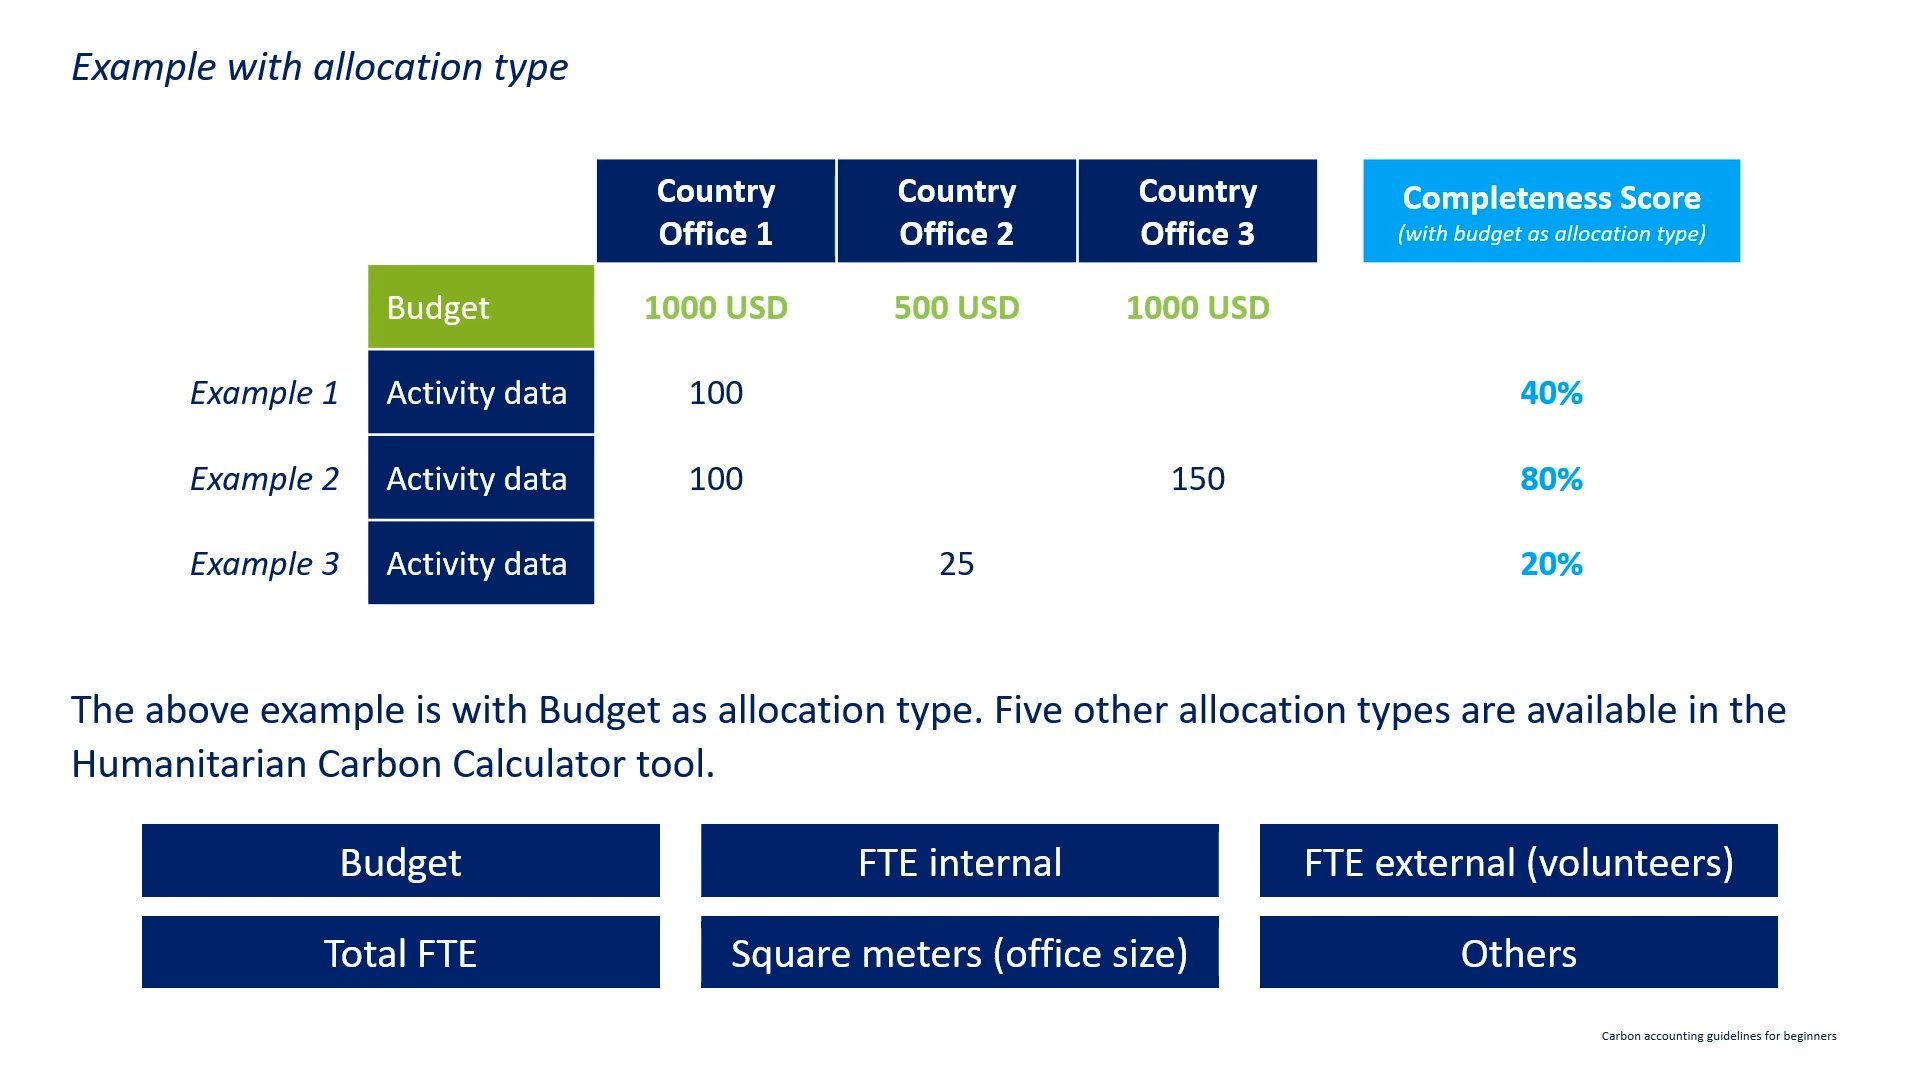 Example with allocation type
Country Office 1
Country Office 2
Country Office 3
Completeness Score
(with budget as allocation type)
Budget 1000 USD 500 USD 1000 USD
Example 1 Activity data 100 40%
Example 2 Activity data 100 150 80%
Example 3 Activity data 25 20%
The above example is with Budget as allocation type. Five other allocation types are available in the
Humanitarian Carbon Calculator tool.
Budget FTE internal FTE external (volunteers)
Total FTE Square meters (office size) Others
Carbon accounting guidelines for beginners